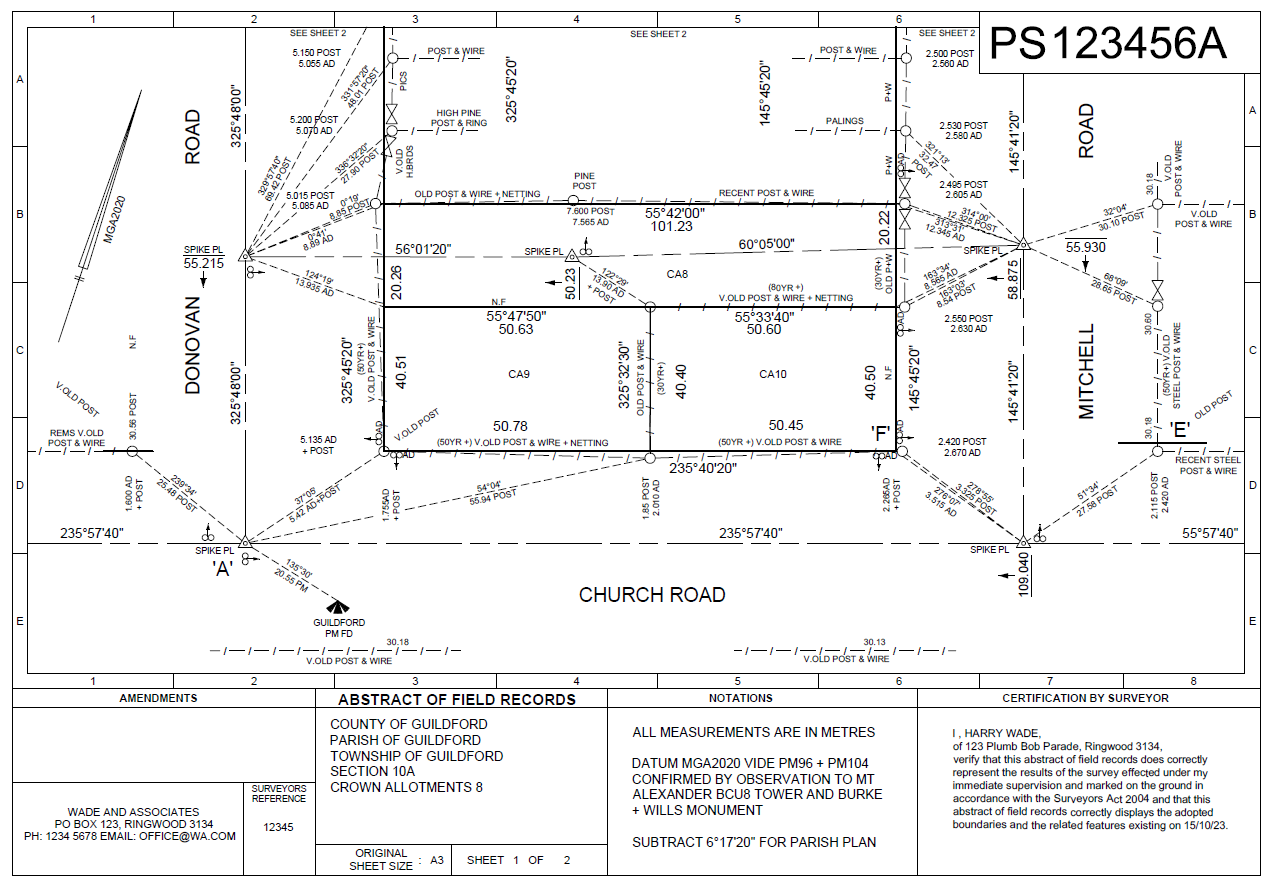 1 2 3 4 5 6
PS123456A
SEE SHEET 2
SEE SHEET 2
SEE SHEET 2
A
A
B
B
C
C
D
D
E
E
5.150 POST
5.055 AD
POST & WIRE
POST & WIRE
2.500 POST
2.560 AD
331°57'20"
48.01 POST
PICS
325°45'20"
145°45'20"
P+W
325°48'00"
ROAD
5.200 POST
5.070 AD
HIGH PINE
POST & RING
PALINGS
2.530 POST
2.580 AD
145°41'20"
ROAD
336°32'20"
27.90 POST
V.OLD
H.BRDS
P+W
AD
321°13'
32.47
POST
329°57'40"
69.42 POST
MGA2020
5.015 POST
5.085 AD
0°19'
8.85 POST
0°41'
8.89 AD
OLD POST & WIRE + NETTING
PINE
POST
RECENT POST & WIRE
2.495 POST
2.605 AD
30.18
V.OLD
POST & WIRE
7.600 POST
7.565 AD
55°42'00"
101.23
20.22
314°00'
12.325 POST
313°31'
12.345 AD
32°04'
30.10 POST
V.OLD
POST & WIRE
SPIKE PL
55.215
56°01'20"
SPIKE PL
60°05'00"
SPIKE PL
55.930
124°19'
13.935 AD
20.26
50.23
122°29'
13.90 AD
+ POST
CA8
(30YR+)
OLD P+W
163°34'
8.565 AD
163°03'
8.54 POST
58.875
68°09'
28.65 POST
N.F
(80YR +)
V.OLD POST & WIRE + NETTING
55°47'50"
50.63
55°33'40"
50.60
AD
2.550 POST
2.630 AD
30.60
DONOVAN
N.F
325°48'00"
325°45'20"
(50YR+)
V.OLD POST & WIRE
40.51
CA9
325°32'30"
OLD POST & WIRE
(30YR+)
40.40
CA10
40.50
N.F
145°45'20"
145°41'20"
MITCHELL
(50YR+) V.OLD
STEEL POST & WIRE
V.OLD POST
30.56 POST
OLD POST
REMS V.OLD
POST & WIRE
5.135 AD
+ POST
AD
V.OLD POST
50.78
(50YR +) V.OLD POST & WIRE + NETTING
50.45
(50YR +) V.OLD POST & WIRE
'F'
AD
2.420 POST
2.670 AD
30.18
'E'
AD
AD
235°40'20"
RECENT STEEL
POST & WIRE
1.600 AD
+ POST
239°34'
25.48 POST
37°05'
5.42 AD+POST
1.755AD
+ POST
54°04'
55.94 POST
1.85 POST
2.010 AD
2.265AD
+ POST
278°55'
3.325 POST
276°07'
3.515 AD
51°34'
27.58 POST
2.115 POST
2.420 AD
235°57'40"
235°57'40"
55°57'40"
SPIKE PL
'A'
SPIKE PL
109.040
135°30'
20.55 PM
GUILDFORD
PM FD
CHURCH ROAD
30.18
V.OLD POST & WIRE
30.13
V.OLD POST & WIRE
1 2 3 4 5 6 7 8
AMENDMENTS
ABSTRACT OF FIELD RECORDS
NOTATIONS
CERTIFICATION BY SURVEYOR
COUNTY OF GUILDFORD
PARISH OF GUILDFORD
TOWNSHIP OF GUILDFORD
SECTION 10A
CROWN ALLOTMENTS 8
ALL MEASUREMENTS ARE IN METRES
DATUM MGA2020 VIDE PM96 + PM104
CONFIRMED BY OBSERVATION TO MT
ALEXANDER BCU8 TOWER AND BURKE
+ WILLS MONUMENT
SUBTRACT 6°17'20" FOR PARISH PLAN
I , HARRY WADE,
of 123 Plumb Bob Parade, Ringwood 3134,
verify that this abstract of field records does correctly
represent the results of the survey effected under my
immediate supervision and marked on the ground in
accordance with the Surveyors Act 2004 and that this
abstract of field records correctly displays the adopted
boundaries and the related features existing on 15/10/23.
WADE AND ASSOCIATES
PO BOX 123, RINGWOOD 3134
PH: 1234 5678 EMAIL: OFFICE@WA.COM
SURVEYORS
REFERENCE
12345
ORIGINAL
SHEET SIZE : A3
SHEET 1 OF 2